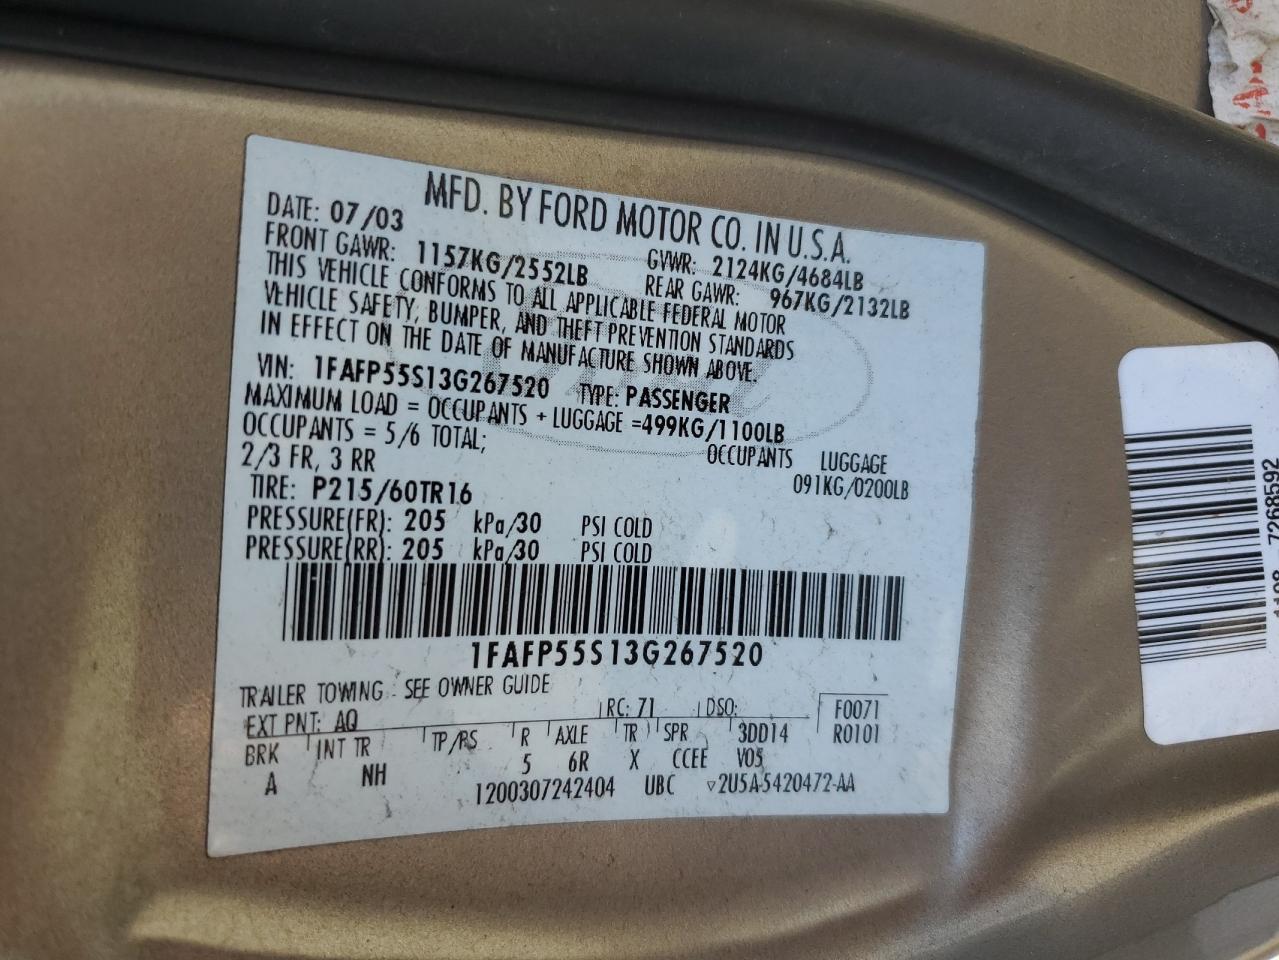 MFD. BY FORD MOTOR CO. IN U.S.A.
DATE: 07/03 GVWR: 2124KG/4684LB
FRONT GAWR: 1157KG/2552LB REAR GAWR: 967KG/2132LB
THIS VEHICLE CONFORMS TO ALL APPLICABLE FEDERAL MOTOR
VEHICLE SAFETY, BUMPER, AND THEFT PREVENTION STANDARDS
IN EFFECT ON THE DATE OF MANUFACTURE SHOWN ABOVE.
VIN: 1FAFP55S13G267520 TYPE: PASSENGER
MAXIMUM LOAD = OCCUPANTS + LUGGAGE =499KG/1100LB
OCCUPANTS = 5/6 TOTAL; OCCUPANTS LUGGAGE
2/3 FR, 3 RR 091KG/0200LB
TIRE: P215/60TR16
PRESSURE(FR): 205 kPa/30 PSI COLD
PRESSURE(RR): 205 kPa/30 PSI COLD
1FAFP55S13G267520
TRAILER TOWING - SEE OWNER GUIDE
EXT PNT: AQ RC: 71 DSO: F0071
BRK INT TR TP/PS R AXLE TR SPR 3DD14 R0101
A NH 5 6R X CCEE V05
1200307242404 UBC ▽2U5A-5420472-AA
7268592